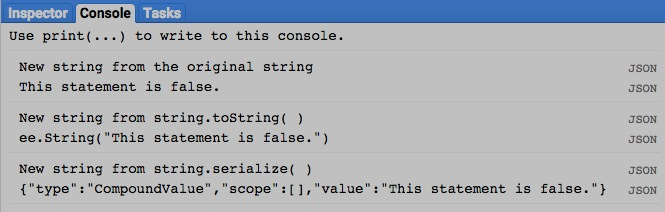 Inspector Console Tasks
Use print(...) to write to this console.
New string from the original string JSON
This statement is false. JSON
New string from string.toString( ) JSON
ee.String("This statement is false.") JSON
New string from string.serialize( ) JSON
{"type":"CompoundValue","scope":[],"value":"This statement is false."} JSON